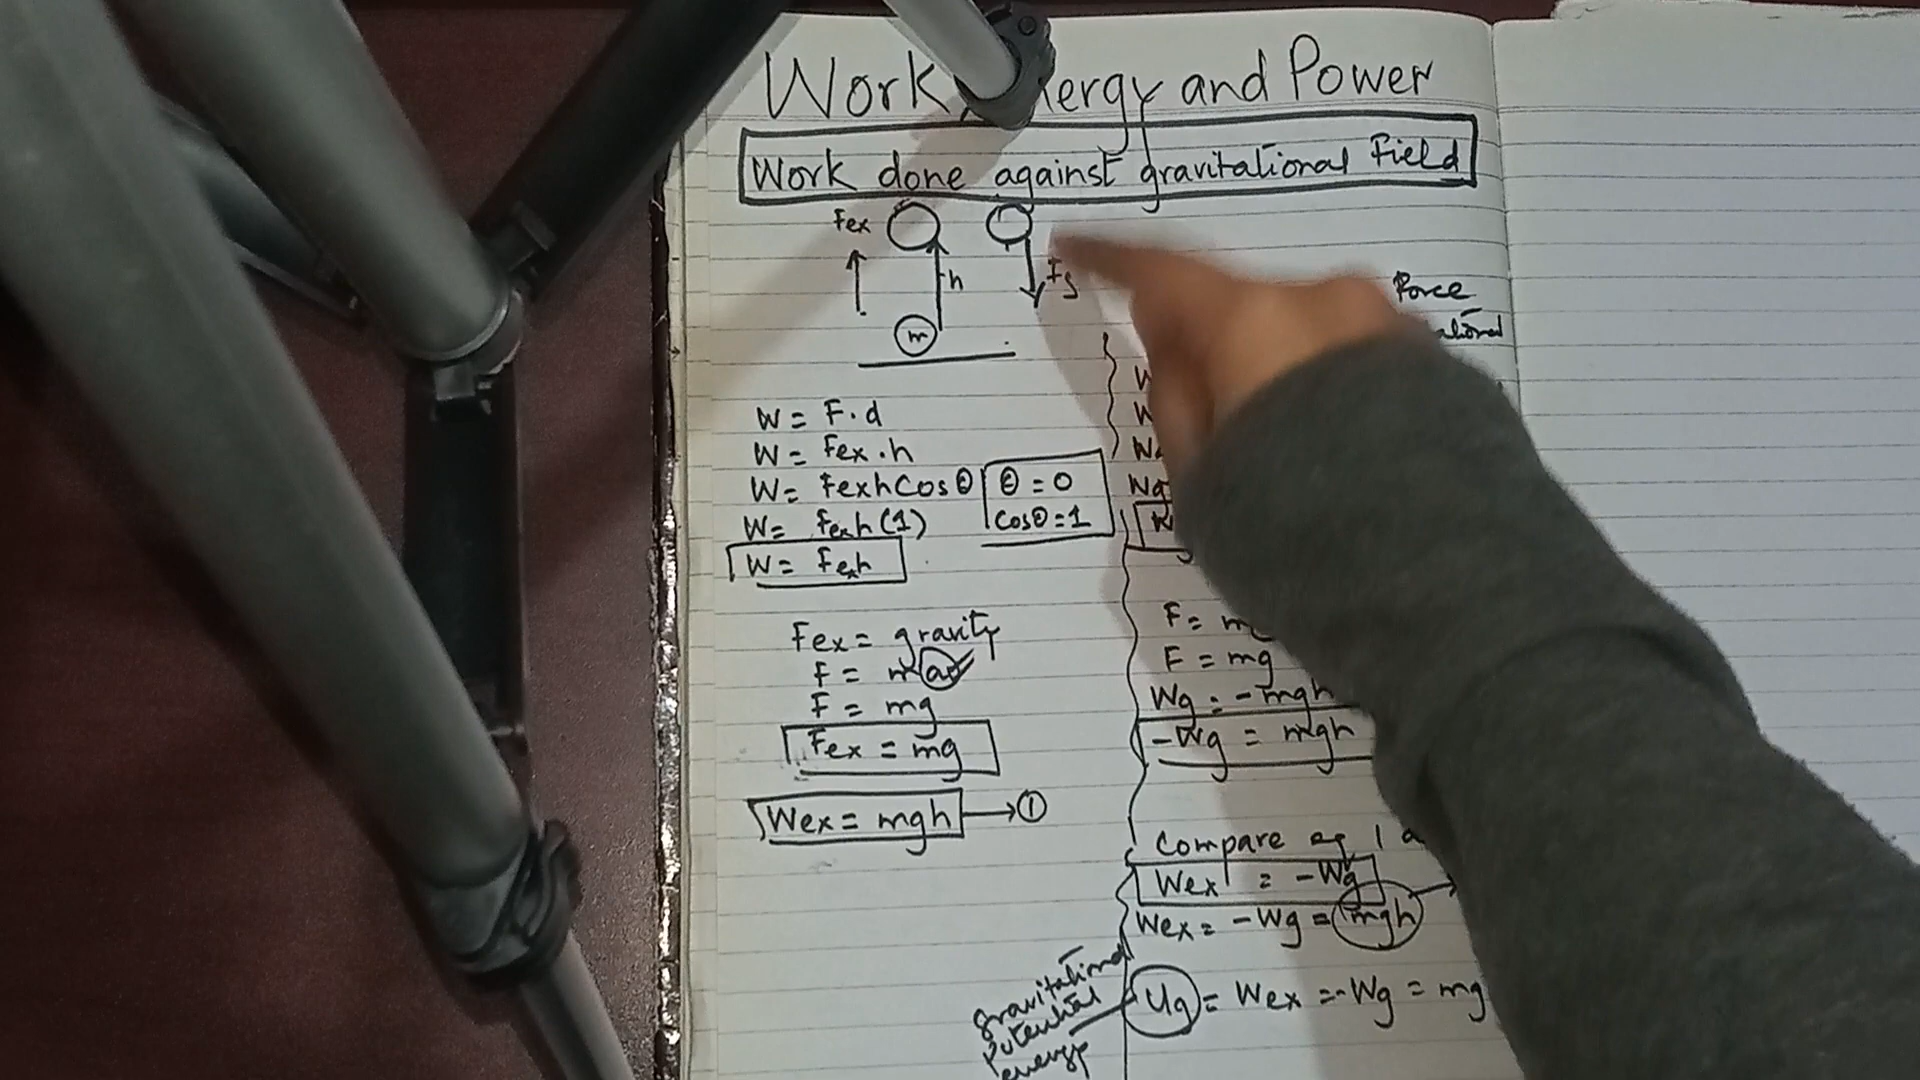 Work, ergy and Power
Work done against gravitational Field
Fex
h
Fg
m
W = F.d
W = Fex.h
W = FexhCosθ
θ = 0
Cosθ=1
W= Fexh(1)
W = Fexh
Fex = gravity
F = ma
F = mg
Fex = mg
Wex = mgh → 1
Force
W
W
W
Wg
F = m
F = mg
Wg = -mgh
-Wg = mgh
Compare eq 1
Wex = -Wg
Wex = -Wg = mgh
gravitational
Potential
energy
Ug = Wex = -Wg = mg